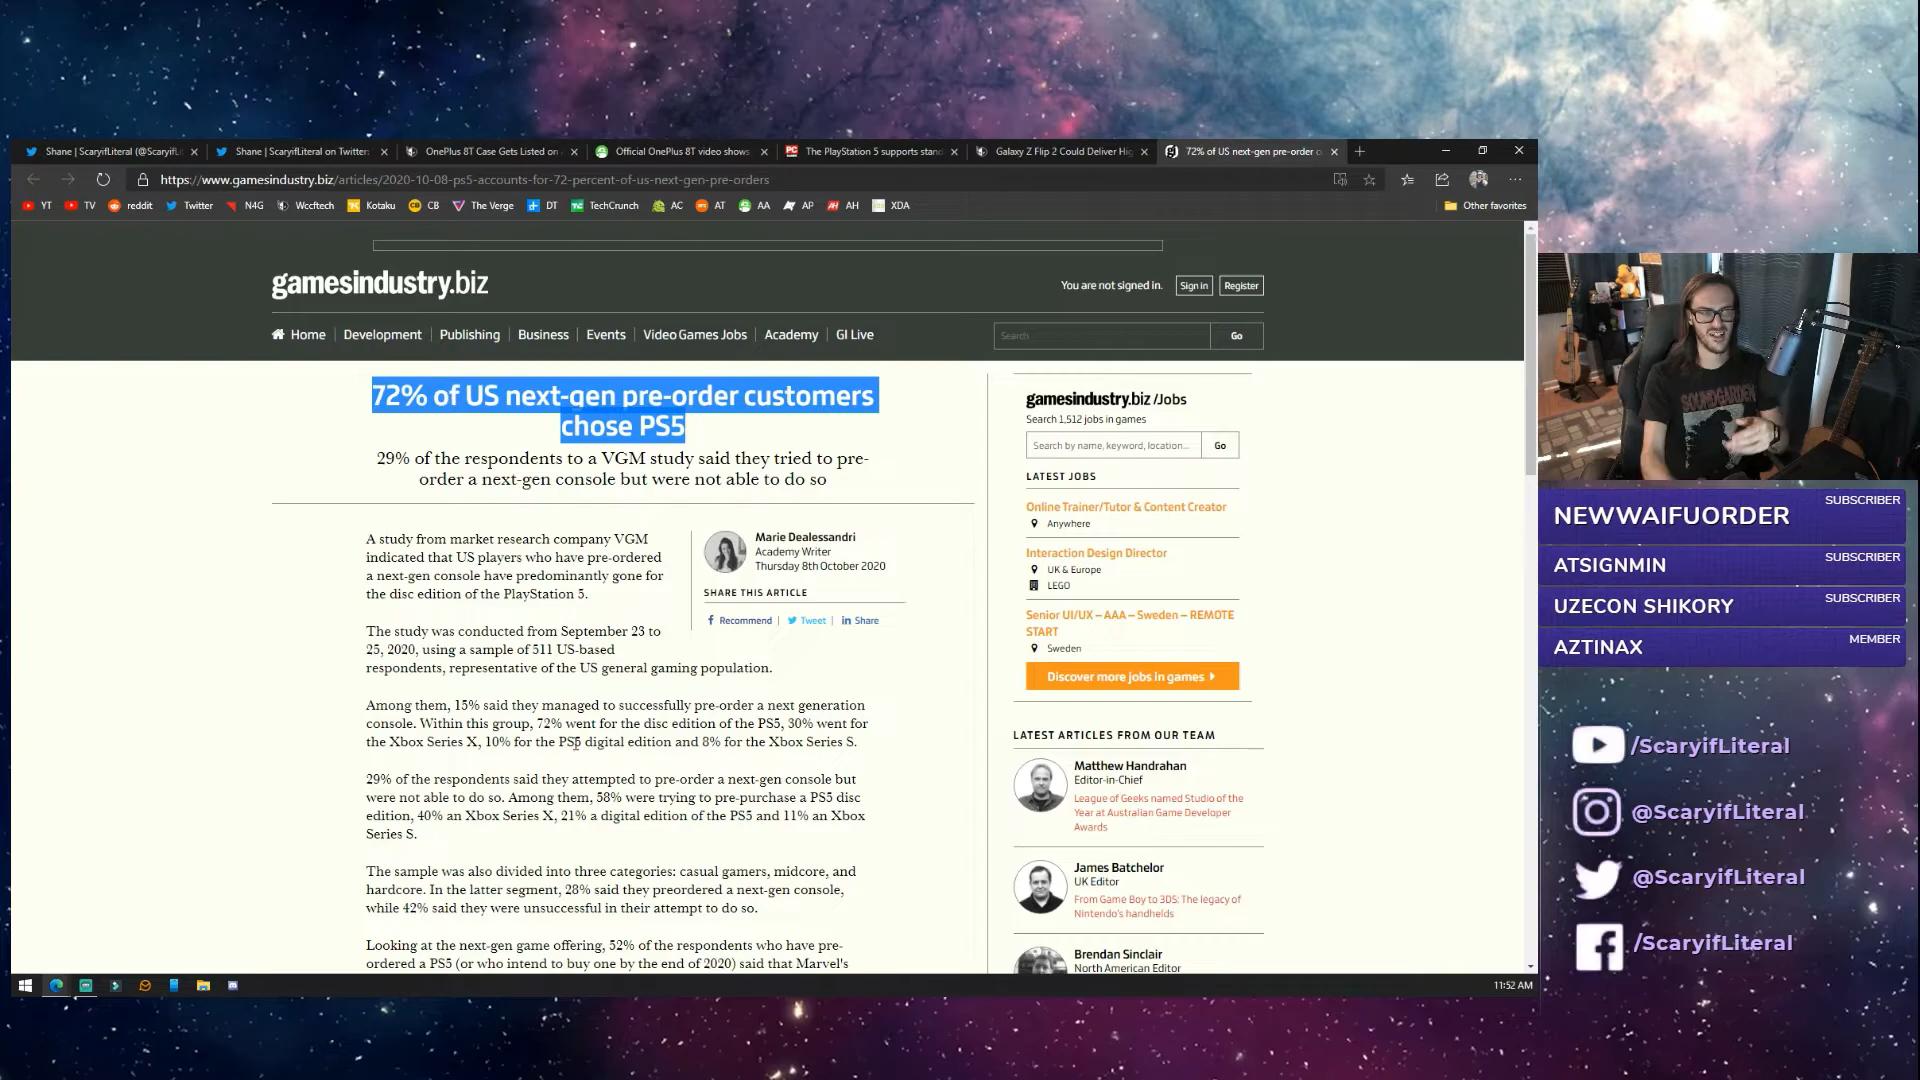 Shane | ScaryifLiteral (@ScaryifLi
Shane | ScaryifLiteral on Twitter:
OnePlus 8T Case Gets Listed on
Official OnePlus 8T video shows
The PlayStation 5 supports stand
Galaxy Z Flip 2 Could Deliver Hig
72% of US next-gen pre-order c
https://www.gamesindustry.biz/articles/2020-10-08-ps5-accounts-for-72-percent-of-us-next-gen-pre-orders
YT TV reddit Twitter N4G Wccftech Kotaku CB The Verge DT TechCrunch AC AT AA AP AH XDA Other favorites
gamesindustry.biz
You are not signed in. Sign in Register
Home Development Publishing Business Events Video Games Jobs Academy GI Live
Search Go
72% of US next-gen pre-order customers
chose PS5
29% of the respondents to a VGM study said they tried to pre-
order a next-gen console but were not able to do so
A study from market research company VGM
indicated that US players who have pre-ordered
a next-gen console have predominantly gone for
the disc edition of the PlayStation 5.
Marie Dealessandri
Academy Writer
Thursday 8th October 2020
SHARE THIS ARTICLE
Recommend Tweet Share
The study was conducted from September 23 to
25, 2020, using a sample of 511 US-based
respondents, representative of the US general gaming population.
Among them, 15% said they managed to successfully pre-order a next generation
console. Within this group, 72% went for the disc edition of the PS5, 30% went for
the Xbox Series X, 10% for the PS5 digital edition and 8% for the Xbox Series S.
29% of the respondents said they attempted to pre-order a next-gen console but
were not able to do so. Among them, 58% were trying to pre-purchase a PS5 disc
edition, 40% an Xbox Series X, 21% a digital edition of the PS5 and 11% an Xbox
Series S.
The sample was also divided into three categories: casual gamers, midcore, and
hardcore. In the latter segment, 28% said they preordered a next-gen console,
while 42% said they were unsuccessful in their attempt to do so.
Looking at the next-gen game offering, 52% of the respondents who have pre-
ordered a PS5 (or who intend to buy one by the end of 2020) said that Marvel's
gamesindustry.biz /Jobs
Search 1,512 jobs in games
Search by name, keyword, location... Go
LATEST JOBS
Online Trainer/Tutor & Content Creator
Anywhere
Interaction Design Director
UK & Europe
LEGO
Senior UI/UX – AAA – Sweden – REMOTE
START
Sweden
Discover more jobs in games
LATEST ARTICLES FROM OUR TEAM
Matthew Handrahan
Editor-in-Chief
League of Geeks named Studio of the
Year at Australian Game Developer
Awards
James Batchelor
UK Editor
From Game Boy to 3DS: The legacy of
Nintendo's handhelds
Brendan Sinclair
North American Editor
11:52 AM
SOUNDGARDEN
NEWWAIFUORDER SUBSCRIBER
ATSIGNMIN SUBSCRIBER
UZECON SHIKORY SUBSCRIBER
AZTINAX MEMBER
/ScaryifLiteral
@ScaryifLiteral
@ScaryifLiteral
/ScaryifLiteral